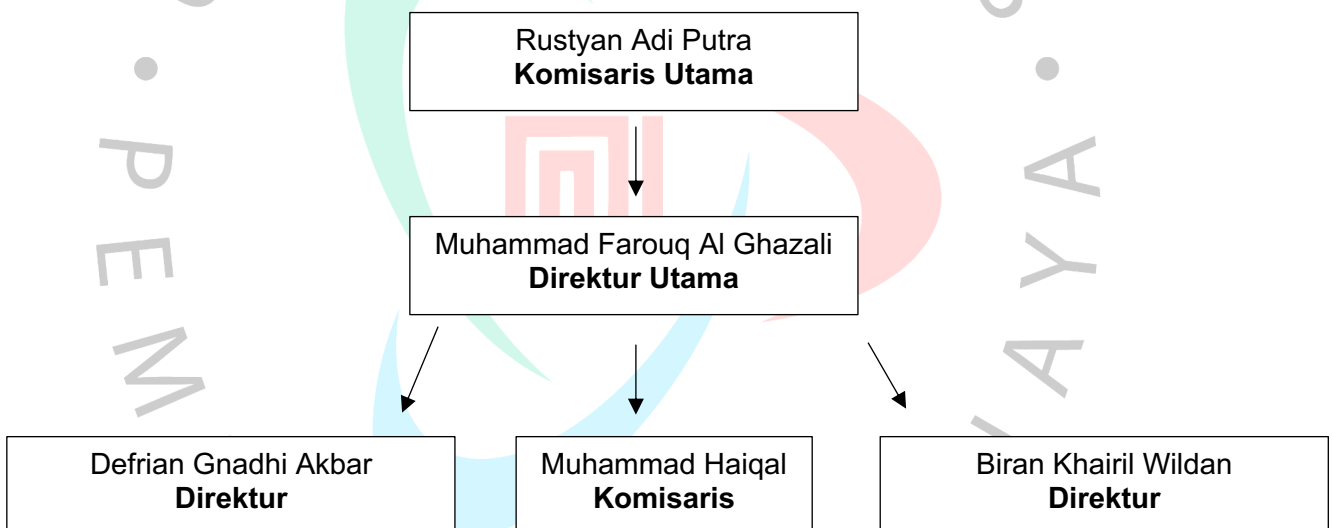 Rustyan Adi Putra
Komisaris Utama
Muhammad Farouq Al Ghazali
Direktur Utama
Defrian Gnadhi Akbar
Direktur
Muhammad Haiqal
Komisaris
Biran Khairil Wildan
Direktur